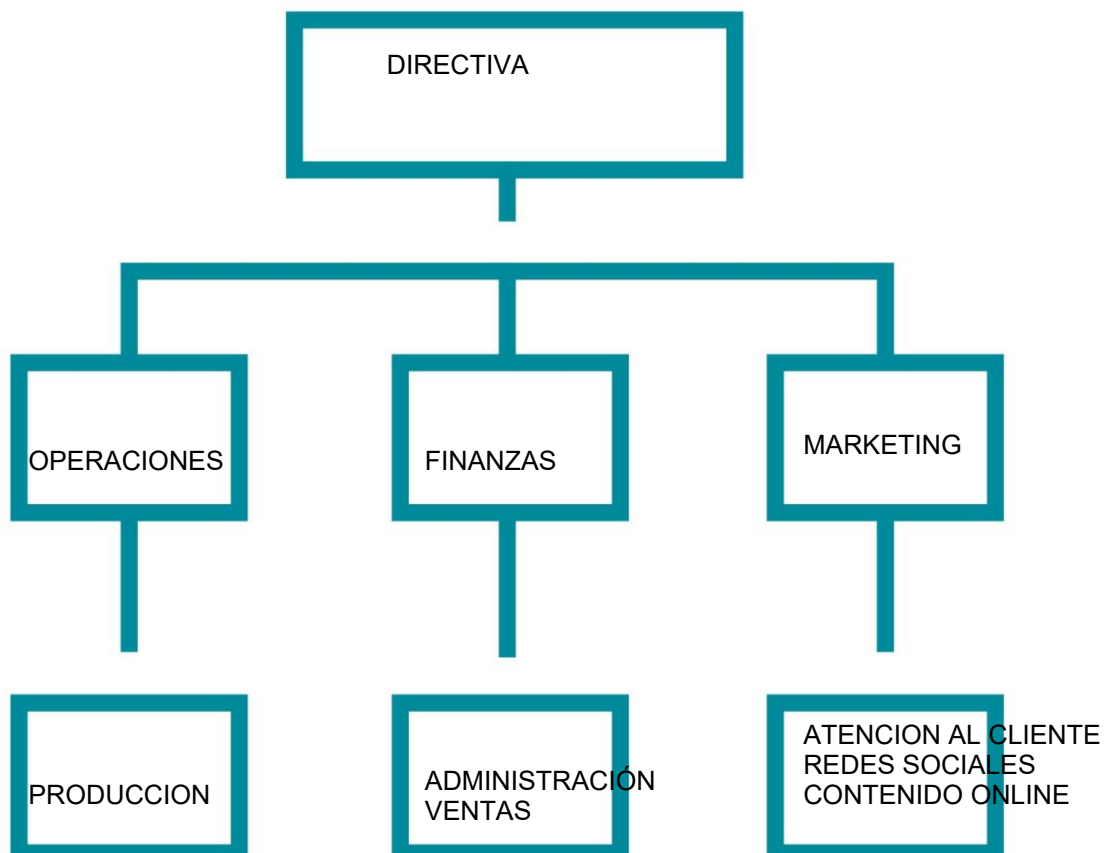 DIRECTIVA
OPERACIONES
FINANZAS
MARKETING
PRODUCCION
ADMINISTRACIÓN
VENTAS
ATENCION AL CLIENTE
REDES SOCIALES
CONTENIDO ONLINE